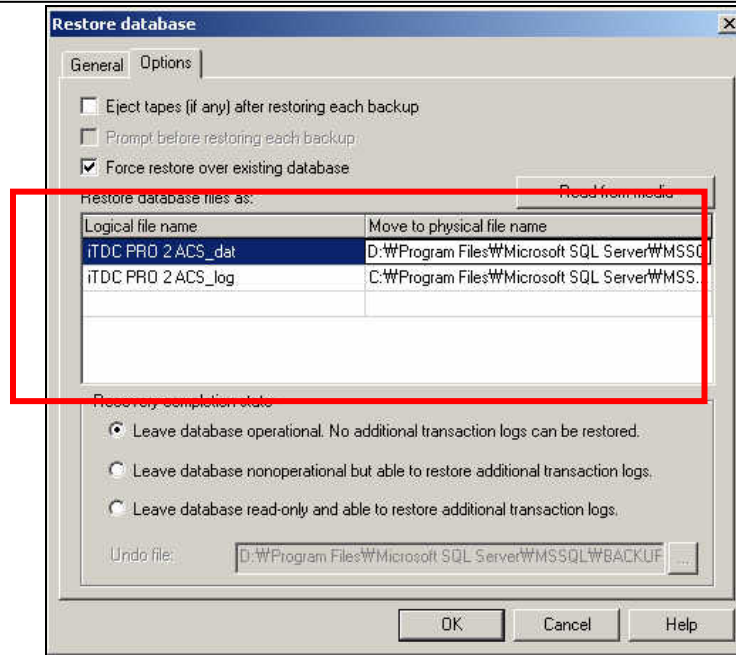 Restore database
General Options
Eject tapes (if any) after restoring each backup
Prompt before restoring each backup
Force restore over existing database
Restore database files as: Read from media
Logical file name Move to physical file name
iTDC PRO 2 ACS_dat D:₩Program Files₩Microsoft SQL Server₩MSSQ
iTDC PRO 2 ACS_log C:₩Program Files₩Microsoft SQL Server₩MSS...
Recovery completion state
Leave database operational. No additional transaction logs can be restored.
Leave database nonoperational but able to restore additional transaction logs.
Leave database read-only and able to restore additional transaction logs.
Undo file: D:₩Program Files₩Microsoft SQL Server₩MSSQL₩BACKUF ...
OK Cancel Help